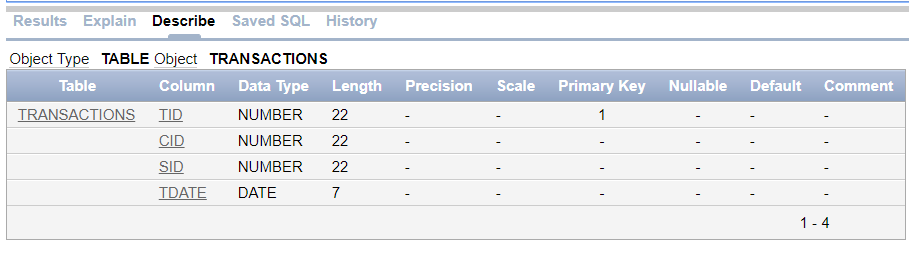 Results Explain Describe Saved SQL History
Object Type TABLE Object TRANSACTIONS
Table Column Data Type Length Precision Scale Primary Key Nullable Default Comment
TRANSACTIONS TID NUMBER 22 - - 1 - - -
CID NUMBER 22 - - - - - -
SID NUMBER 22 - - - - - -
TDATE DATE 7 - - - - - -
1 - 4